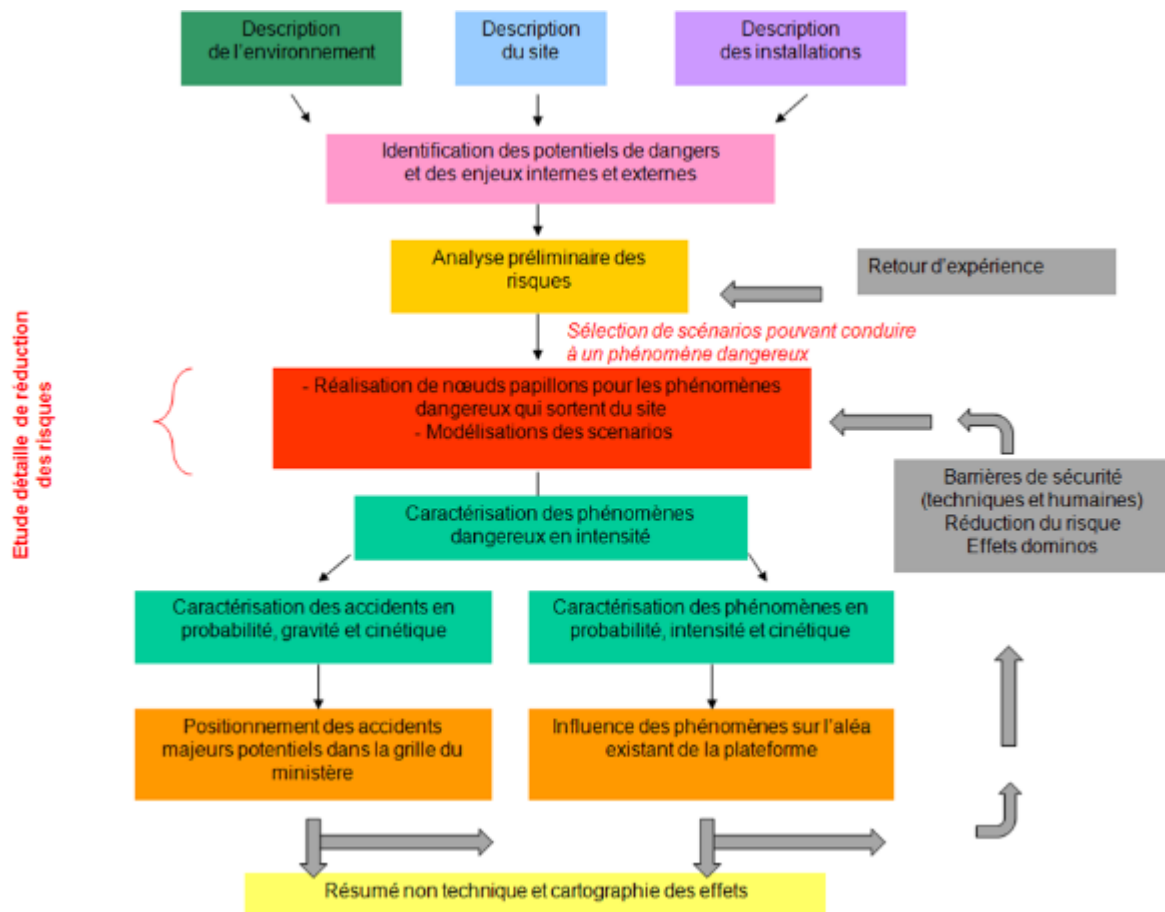 Description
de l'environnement
Description
du site
Description
des installations
Identification des potentiels de dangers
et des enjeux internes et externes
Analyse préliminaire des
risques
Retour d'expérience
Sélection de scénarios pouvant conduire
à un phénomène dangereux
Etude détaille de réduction
des risques
- Réalisation de nœuds papillons pour les phénomènes
dangereux qui sortent du site
- Modélisations des scenarios
Barrières de sécurité
(techniques et humaines)
Réduction du risque
Effets dominos
Caractérisation des phénomènes
dangereux en intensité
Caractérisation des accidents en
probabilité, gravité et cinétique
Caractérisation des phénomènes en
probabilité, intensité et cinétique
Positionnement des accidents
majeurs potentiels dans la grille du
ministère
Influence des phénomènes sur l'aléa
existant de la plateforme
Résumé non technique et cartographie des effets